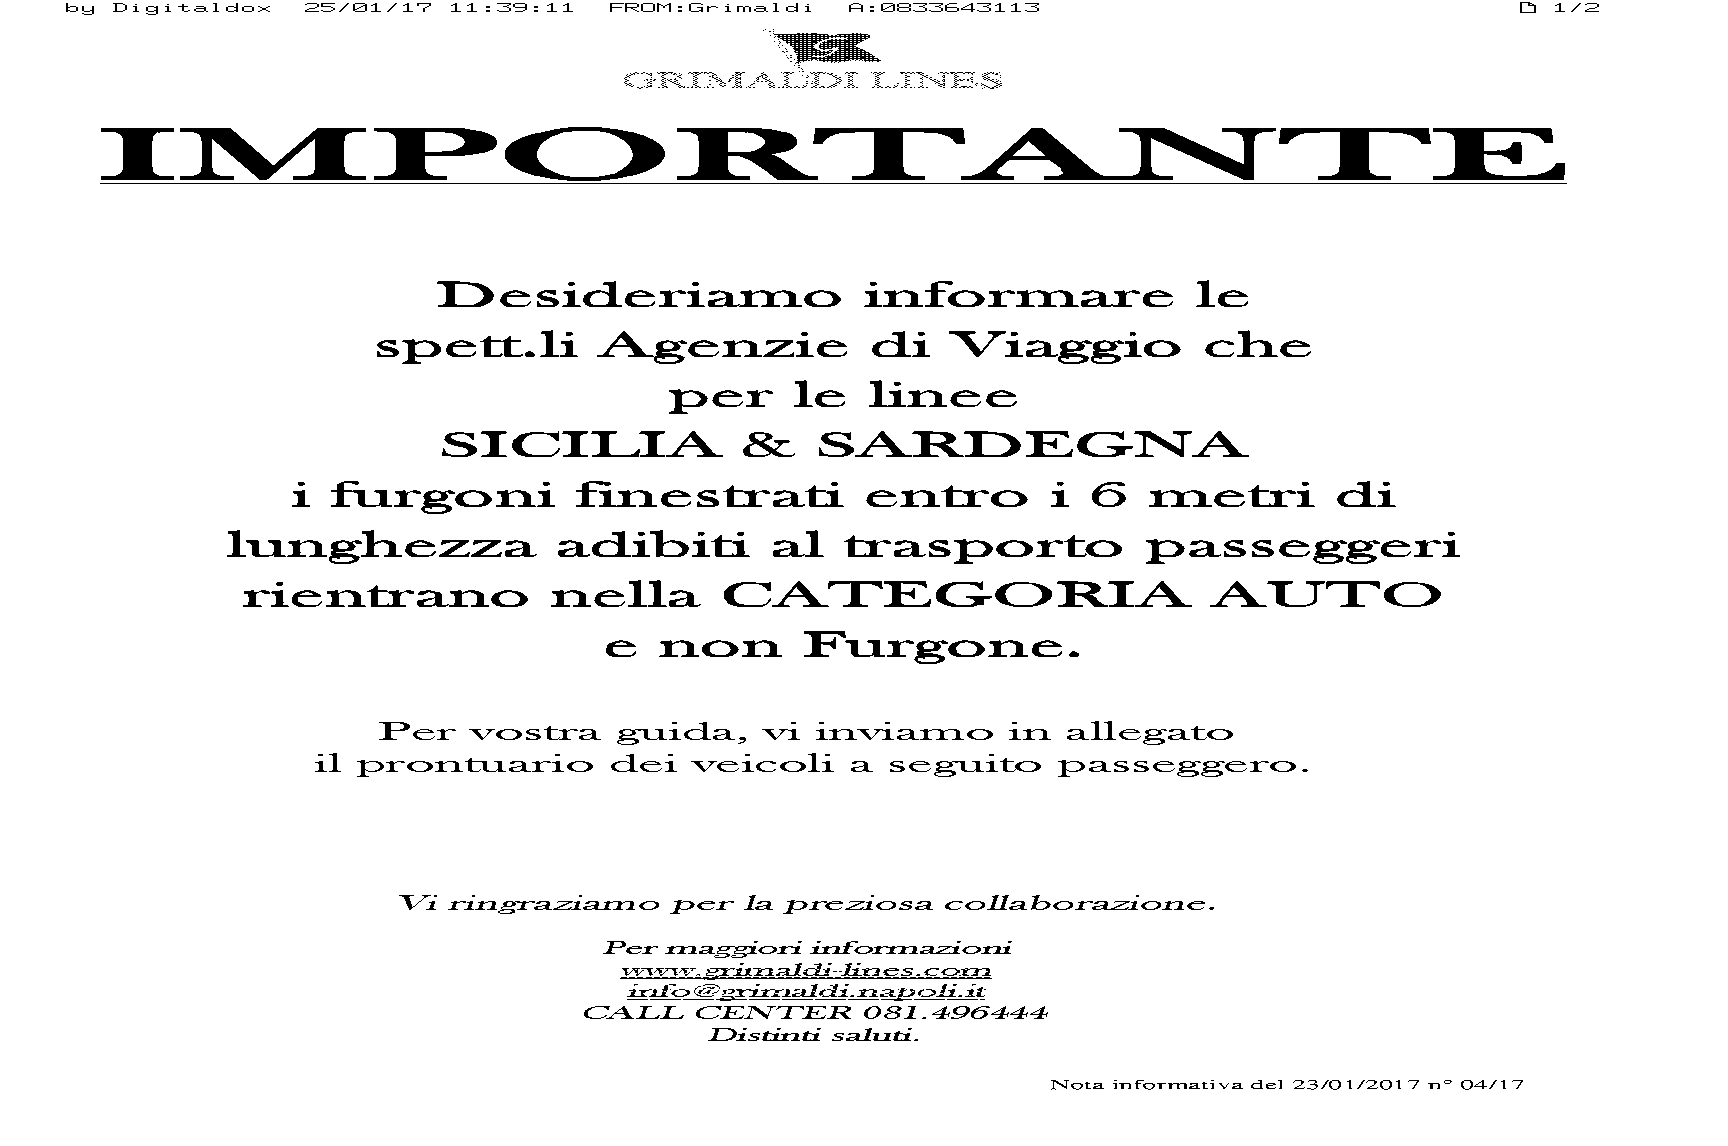 by Digitaldox 25/01/17 11:39:11 FROM:Grimaldi A:0833643113 1/2
GRIMALDI LINES
IMPORTANTE
Desideriamo informare le
spett.li Agenzie di Viaggio che
per le linee
SICILIA & SARDEGNA
i furgoni finestrati entro i 6 metri di
lunghezza adibiti al trasporto passeggeri
rientrano nella CATEGORIA AUTO
e non Furgone.
Per vostra guida, vi inviamo in allegato
il prontuario dei veicoli a seguito passeggero.
Vi ringraziamo per la preziosa collaborazione.
Per maggiori informazioni
www.grimaldi-lines.com
info@grimaldi.napoli.it
CALL CENTER 081.496444
Distinti saluti.
Nota informativa del 23/01/2017 n° 04/17